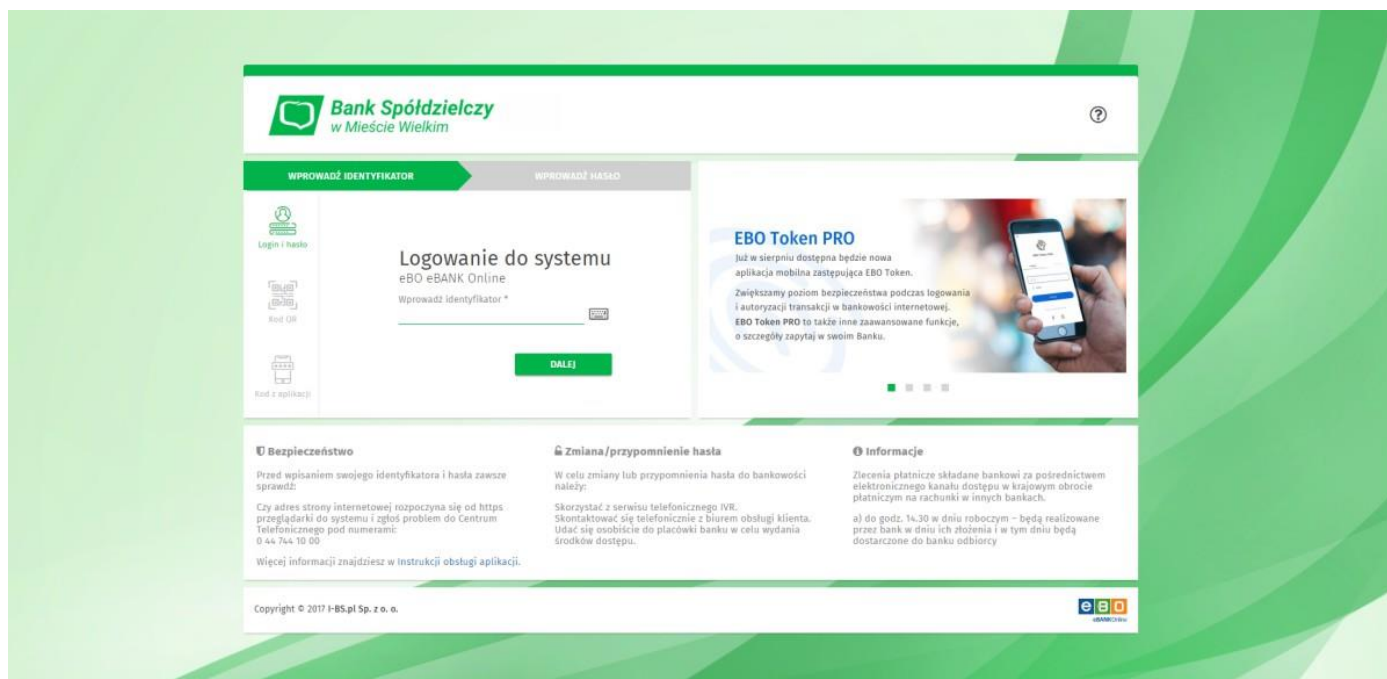 Bank Spółdzielczy
w Mieście Wielkim
WPROWADŹ IDENTYFIKATOR
WPROWADŹ HASŁO
Login i hasło
Kod QR
Kod z aplikacji
Logowanie do systemu
eBO eBANK Online
Wprowadź identyfikator *
DALEJ
EBO Token PRO
Już w sierpniu dostępna będzie nowa
aplikacja mobilna zastępująca EBO Token.
Zwiększamy poziom bezpieczeństwa podczas logowania
i autoryzacji transakcji w bankowości internetowej.
EBO Token PRO to także inne zaawansowane funkcje,
o szczegóły zapytaj w swoim Banku.
Bezpieczeństwo
Przed wpisaniem swojego identyfikatora i hasła zawsze
sprawdź:
Czy adres strony internetowej rozpoczyna się od https
przeglądarki do systemu i zgłoś problem do Centrum
Telefonicznego pod numerami:
0 44 744 10 00
Więcej informacji znajdziesz w Instrukcji obsługi aplikacji.
Zmiana/przypomnienie hasła
W celu zmiany lub przypomnienia hasła do bankowości
należy:
Skorzystać z serwisu telefonicznego IVR.
Skontaktować się telefonicznie z biurem obsługi klienta.
Udać się osobiście do placówki banku w celu wydania
środków dostępu.
Informacje
Zlecenia płatnicze składane bankowi za pośrednictwem
elektronicznego kanału dostępu w krajowym obrocie
płatniczym na rachunki w innych bankach.
a) do godz. 14.30 w dniu roboczym – będą realizowane
przez bank w dniu ich złożenia i w tym dniu będą
dostarczone do banku odbiorcy
Copyright © 2017 I-BS.pl Sp. z o. o.
eBO
eBANKOnline